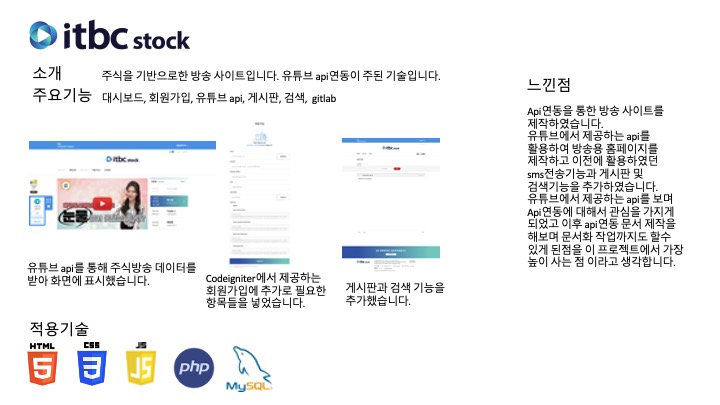 itbc stock
소개
주식을 기반으로한 방송 사이트입니다. 유튜브 api연동이 주된 기술입니다.
주요기능
대시보드, 회원가입, 유튜브 api, 게시판, 검색, gitlab
itbc stock
눈물
유튜브 api를 통해 주식방송 데이터를
받아 화면에 표시했습니다.
Codeigniter에서 제공하는
회원가입에 추가로 필요한
항목들을 넣었습니다.
itbc stock
게시판과 검색 기능을
추가했습니다.
느낀점
Api연동을 통한 방송 사이트를
제작하였습니다.
유튜브에서 제공하는 api를
활용하여 방송용 홈페이지를
제작하고 이전에 활용하였던
sms전송기능과 게시판 및
검색기능을 추가하였습니다.
유튜브에서 제공하는 api를 보며
Api연동에 대해서 관심을 가지게
되었고 이후 api연동 문서 제작을
해보며 문서화 작업까지도 할수
있게 된점을 이 프로젝트에서 가장
높이 사는 점 이라고 생각합니다.
적용기술
HTML
5
CSS
3
JS
JS
php
MySQL